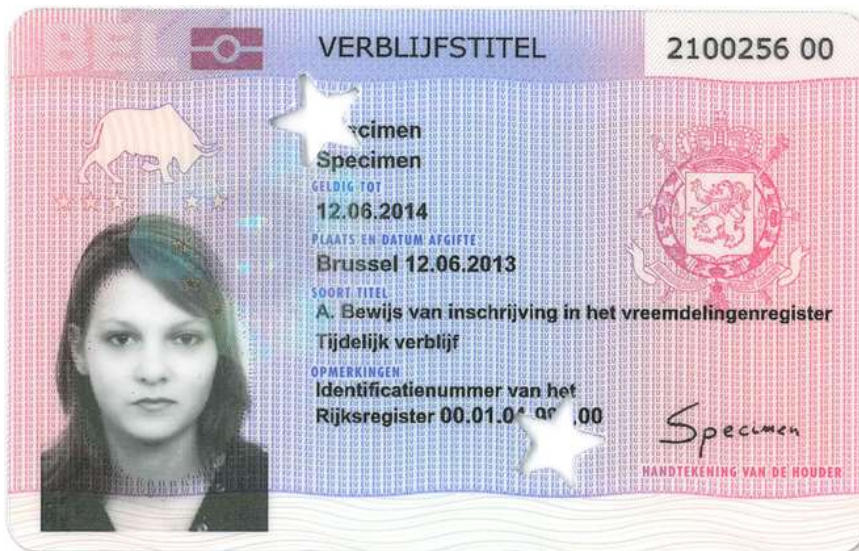 BEL
VERBLIJFSTITEL
2100256 00
Specimen
GELDIG TOT
12.06.2014
PLAATS EN DATUM AFGIFTE
Brussel 12.06.2013
SOORT TITEL
A. Bewijs van inschrijving in het vreemdelingenregister
Tijdelijk verblijf
OPMERKINGEN
Identificatienummer van het
Rijksregister
Specimen
HANDTEKENING VAN DE HOUDER